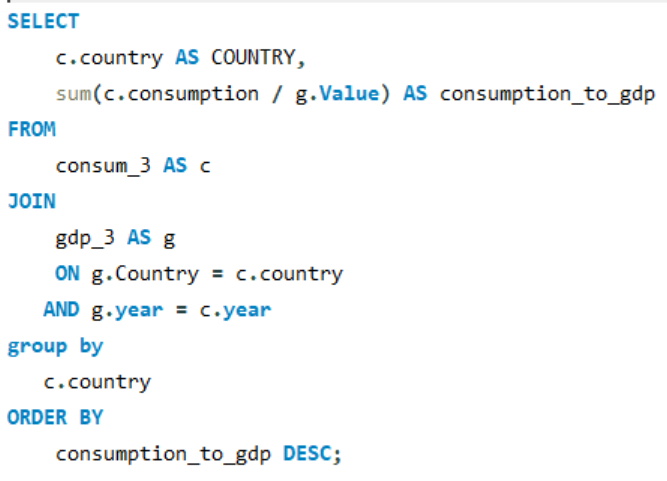 SELECT
c.country AS COUNTRY,
sum(c.consumption / g.Value) AS consumption_to_gdp
FROM
consum_3 AS c
JOIN
gdp_3 AS g
ON g.Country = c.country
AND g.year = c.year
group by
c.country
ORDER BY
consumption_to_gdp DESC;